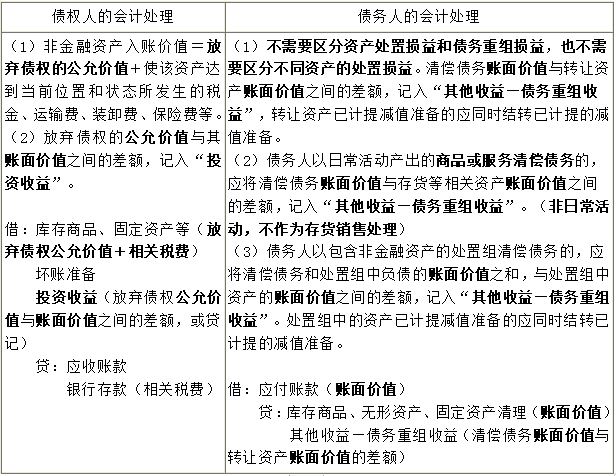 债权人的会计处理
债务人的会计处理
（1）非金融资产入账价值＝放
弃债权的公允价值+使该资产达
到当前位置和状态所发生的税
金、运输费、装卸费、保险费等。
（2）放弃债权的公允价值与其
账面价值之间的差额，记入“投
资收益”。
借：库存商品、固定资产等（放
弃债权公允价值＋相关税费）
坏账准备
投资收益（放弃债权公允价
值与账面价值之间的差额，或贷
记）
贷：应收账款
银行存款（相关税费）
（1）不需要区分资产处置损益和债务重组损益，也不需
要区分不同资产的处置损益。清偿债务账面价值与转让资
产账面价值之间的差额，记入“其他收益—债务重组收
益”，转让资产已计提减值准备的应同时结转已计提的减
值准备。
（2）债务人以日常活动产出的商品或服务清偿债务的，
应将清偿债务账面价值与存货等相关资产账面价值之间
的差额，记入“其他收益—债务重组收益”。（非日常活
动，不作为存货销售处理）
（3）债务人以包含非金融资产的处置组清偿债务的，应
将清偿债务和处置组中负债的账面价值之和，与处置组中
资产的账面价值之间的差额，记入“其他收益—债务重组
收益”。处置组中的资产已计提减值准备的应同时结转已
计提的减值准备。
借：应付账款（账面价值）
贷：库存商品、无形资产、固定资产清理（账面价值）
其他收益—债务重组收益（清偿债务账面价值与
转让资产账面价值的差额）